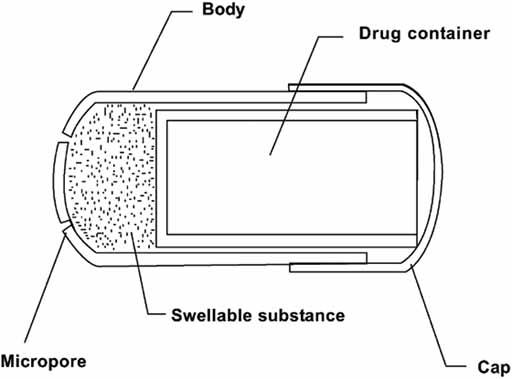 Body
Drug container
Swellable substance
Micropore
Cap